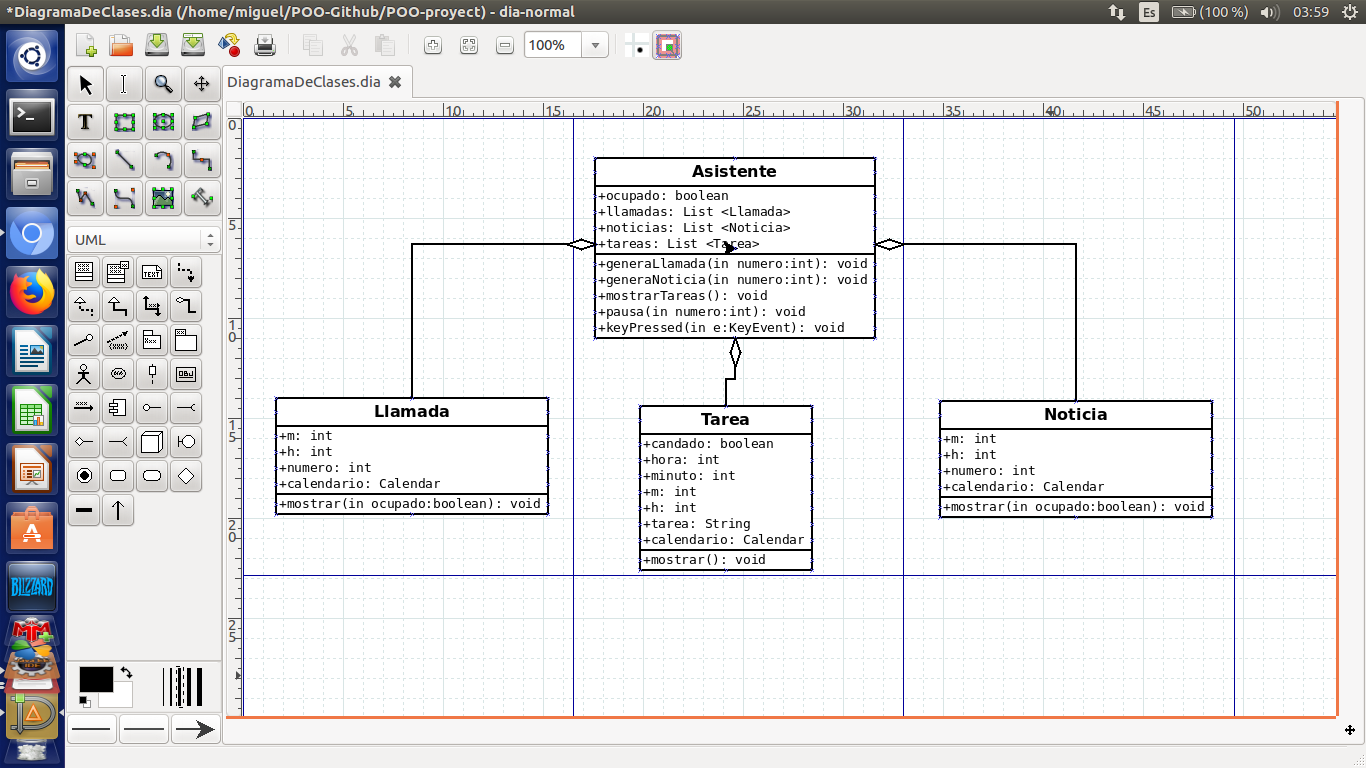 *DiagramaDeClases.dia (/home/miguel/POO-Github/POO-proyect) - dia-normal
Es
(100 %)
03:59
100%
DiagramaDeClases.dia
T
UML
TEXT
OBJ
BLIZZARD
0 5 10 15 20 25 30 35 40 45 50
0
5
10
15
20
25
Asistente
+ocupado: boolean
+llamadas: List <Llamada>
+noticias: List <Noticia>
+tareas: List <Tarea>
+generaLlamada(in numero:int): void
+generaNoticia(in numero:int): void
+mostrarTareas(): void
+pausa(in numero:int): void
+keyPressed(in e:KeyEvent): void
Llamada
+m: int
+h: int
+numero: int
+calendario: Calendar
+mostrar(in ocupado:boolean): void
Tarea
+candado: boolean
+hora: int
+minuto: int
+m: int
+h: int
+tarea: String
+calendario: Calendar
+mostrar(): void
Noticia
+m: int
+h: int
+numero: int
+calendario: Calendar
+mostrar(in ocupado:boolean): void